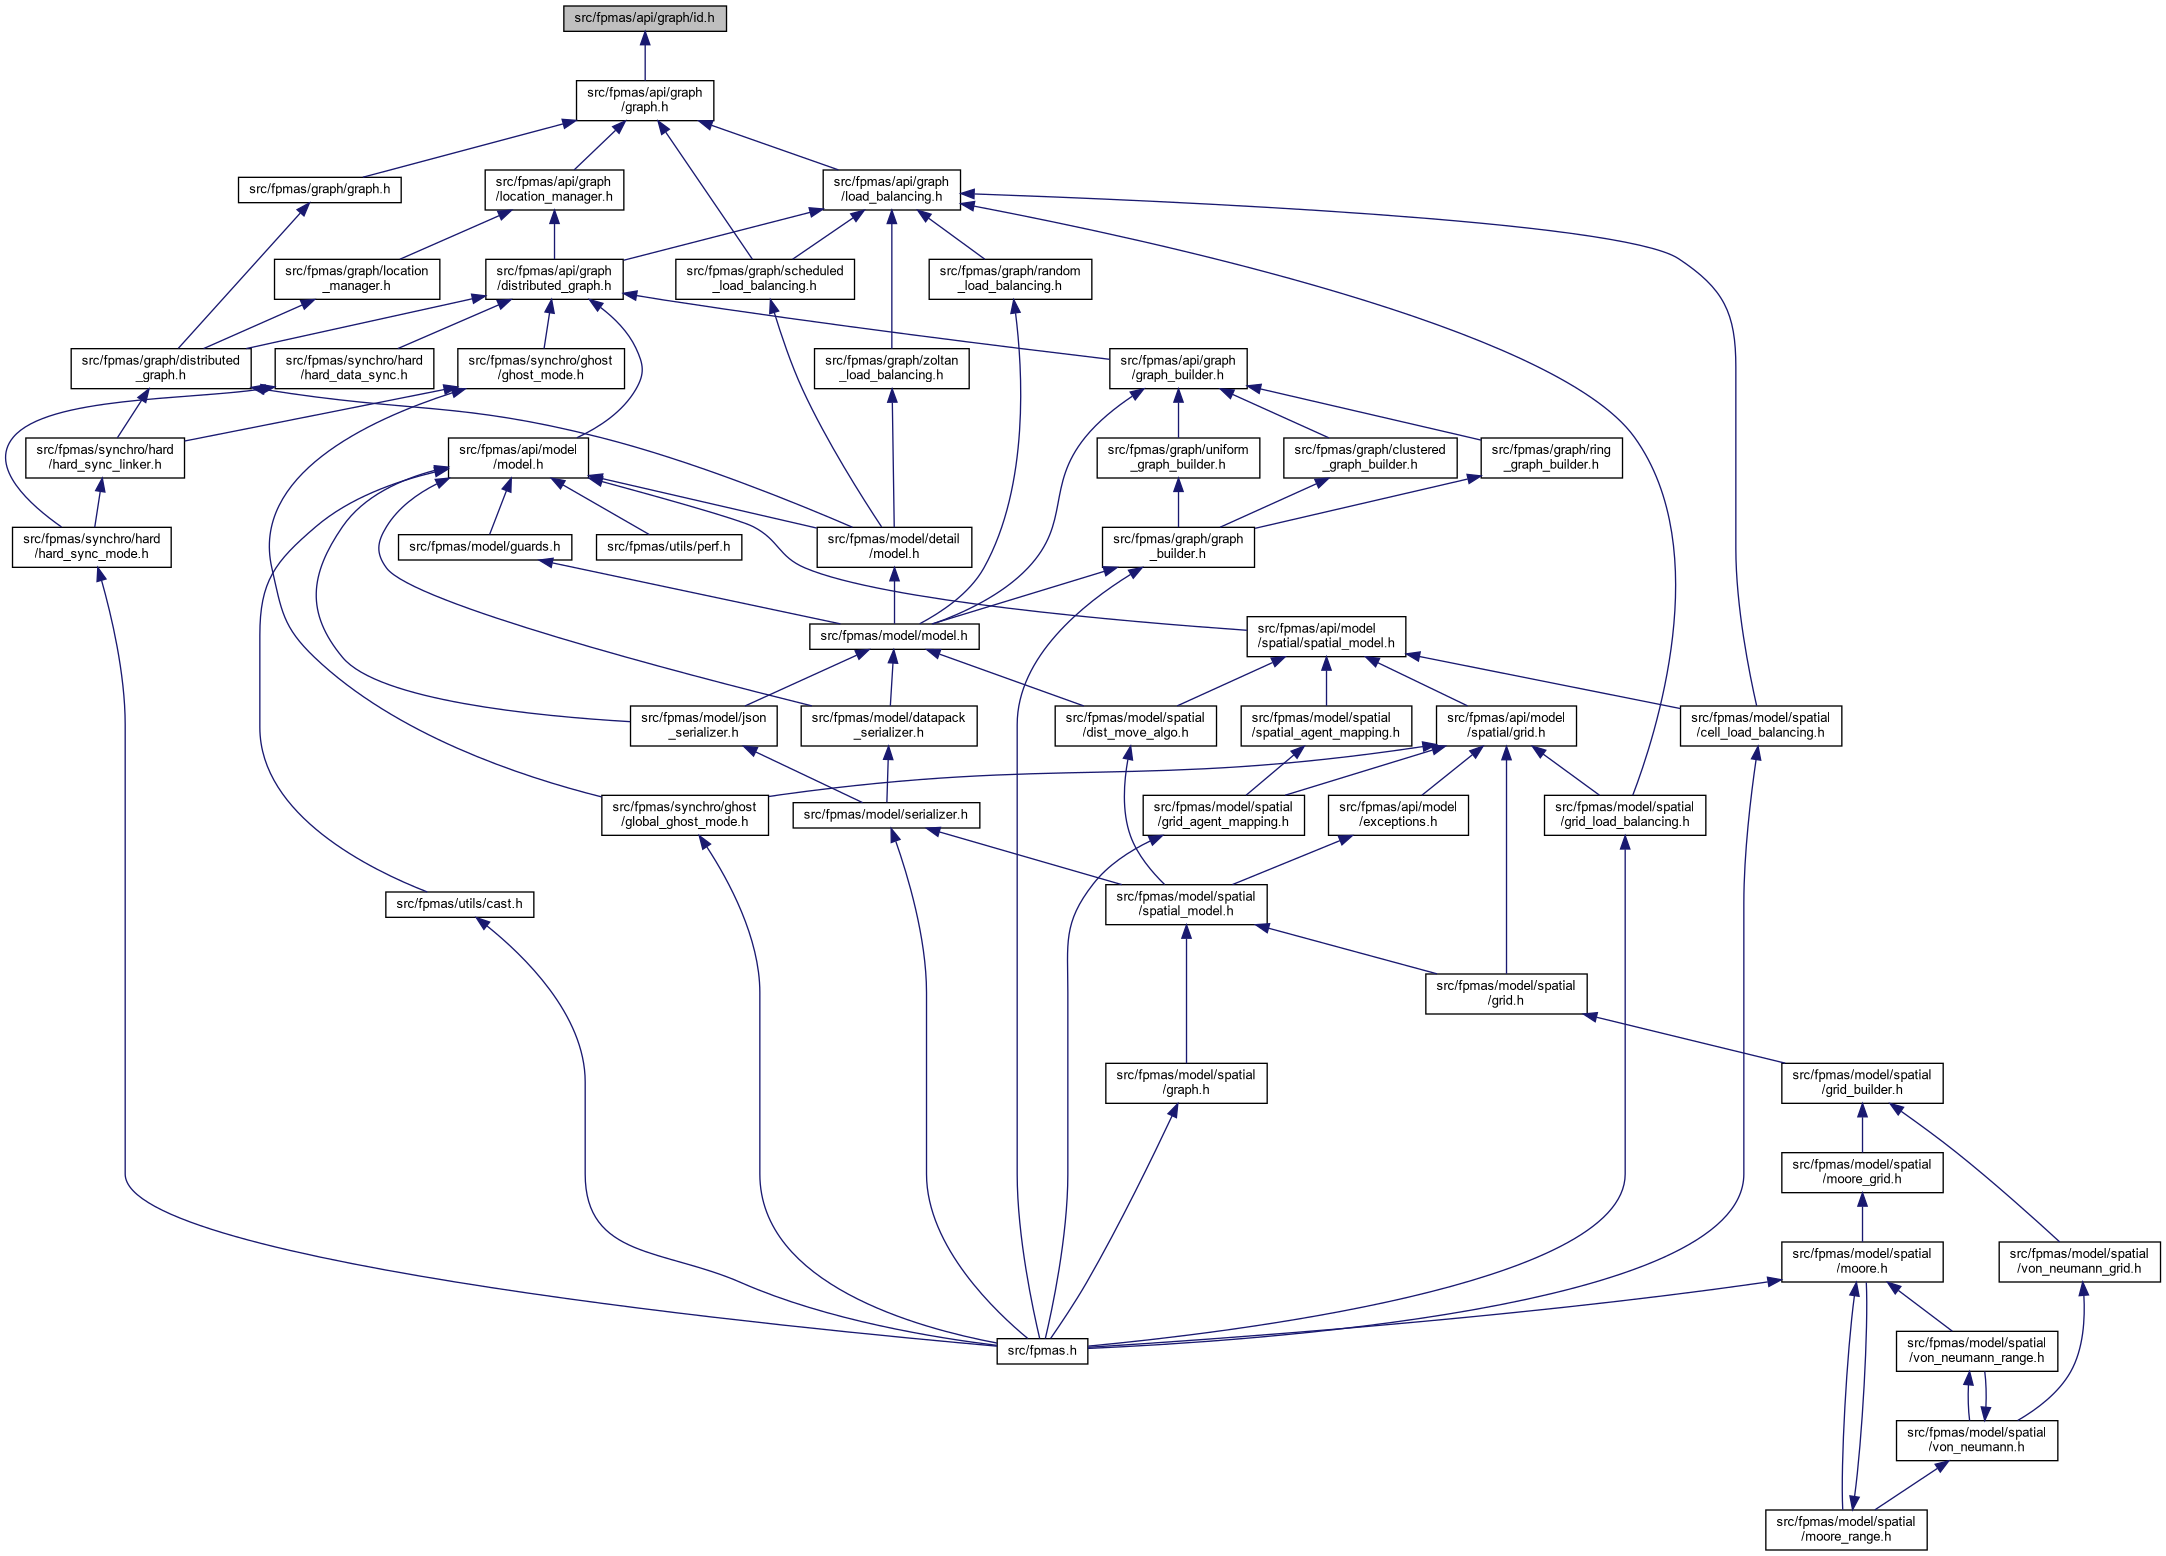 src/fpmas/api/graph/id.h
src/fpmas/api/graph
/graph.h
src/fpmas/graph/graph.h
src/fpmas/api/graph
/location_manager.h
src/fpmas/api/graph
/load_balancing.h
src/fpmas/graph/location
_manager.h
src/fpmas/api/graph
/distributed_graph.h
src/fpmas/graph/scheduled
_load_balancing.h
src/fpmas/graph/random
_load_balancing.h
src/fpmas/graph/distributed
_graph.h
src/fpmas/synchro/hard
/hard_data_sync.h
src/fpmas/synchro/ghost
/ghost_mode.h
src/fpmas/graph/zoltan
_load_balancing.h
src/fpmas/api/graph
/graph_builder.h
src/fpmas/synchro/hard
/hard_sync_linker.h
src/fpmas/api/model
/model.h
src/fpmas/graph/uniform
_graph_builder.h
src/fpmas/graph/clustered
_graph_builder.h
src/fpmas/graph/ring
_graph_builder.h
src/fpmas/synchro/hard
/hard_sync_mode.h
src/fpmas/model/guards.h
src/fpmas/utils/perf.h
src/fpmas/model/detail
/model.h
src/fpmas/graph/graph
_builder.h
src/fpmas/model/model.h
src/fpmas/api/model
/spatial/spatial_model.h
src/fpmas/model/json
_serializer.h
src/fpmas/model/datapack
_serializer.h
src/fpmas/model/spatial
/dist_move_algo.h
src/fpmas/model/spatial
/spatial_agent_mapping.h
src/fpmas/api/model
/spatial/grid.h
src/fpmas/model/spatial
/cell_load_balancing.h
src/fpmas/synchro/ghost
/global_ghost_mode.h
src/fpmas/model/serializer.h
src/fpmas/model/spatial
/grid_agent_mapping.h
src/fpmas/api/model
/exceptions.h
src/fpmas/model/spatial
/grid_load_balancing.h
src/fpmas/utils/cast.h
src/fpmas/model/spatial
/spatial_model.h
src/fpmas/model/spatial
/grid.h
src/fpmas/model/spatial
/graph.h
src/fpmas/model/spatial
/grid_builder.h
src/fpmas/model/spatial
/moore_grid.h
src/fpmas/model/spatial
/moore.h
src/fpmas/model/spatial
/von_neumann_grid.h
src/fpmas.h
src/fpmas/model/spatial
/von_neumann_range.h
src/fpmas/model/spatial
/von_neumann.h
src/fpmas/model/spatial
/moore_range.h